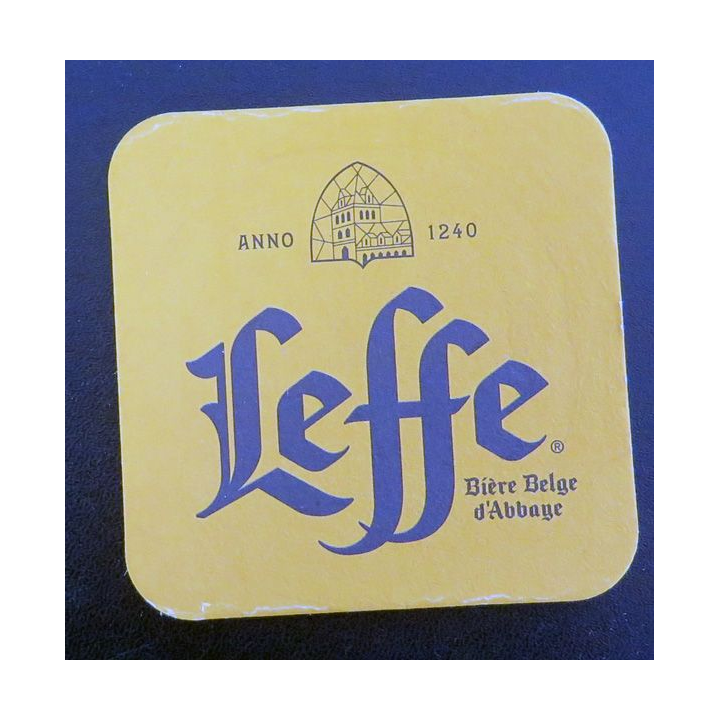 ANNO 1240
Leffe®
Bière Belge
d'Abbaye